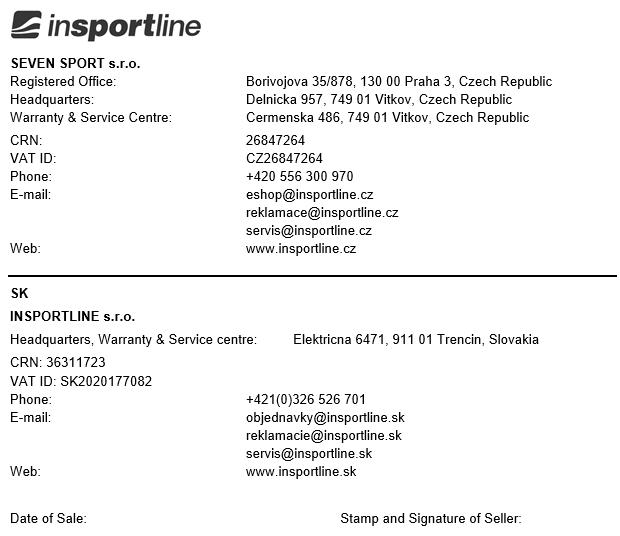 insportline
SEVEN SPORT s.r.o.
Registered Office: Borivojova 35/878, 130 00 Praha 3, Czech Republic
Headquarters: Delnicka 957, 749 01 Vitkov, Czech Republic
Warranty & Service Centre: Cermenska 486, 749 01 Vitkov, Czech Republic
CRN: 26847264
VAT ID: CZ26847264
Phone: +420 556 300 970
E-mail: eshop@insportline.cz
reklamace@insportline.cz
servis@insportline.cz
Web: www.insportline.cz
SK
INSPORTLINE s.r.o.
Headquarters, Warranty & Service centre: Elektricna 6471, 911 01 Trencin, Slovakia
CRN: 36311723
VAT ID: SK2020177082
Phone: +421(0)326 526 701
E-mail: objednavky@insportline.sk
reklamacie@insportline.sk
servis@insportline.sk
Web: www.insportline.sk
Date of Sale: Stamp and Signature of Seller: